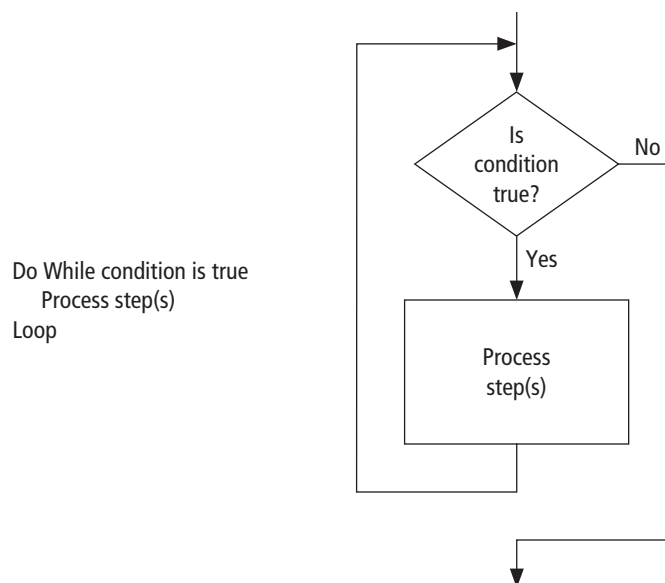 Do While condition is true
Process step(s)
Loop
Is
condition
true?
No
Yes
Process
step(s)